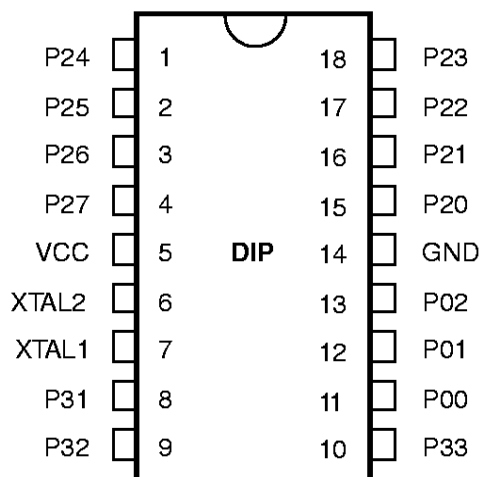 P24 1 18 P23
P25 2 17 P22
P26 3 16 P21
P27 4 15 P20
VCC 5 DIP 14 GND
XTAL2 6 13 P02
XTAL1 7 12 P01
P31 8 11 P00
P32 9 10 P33